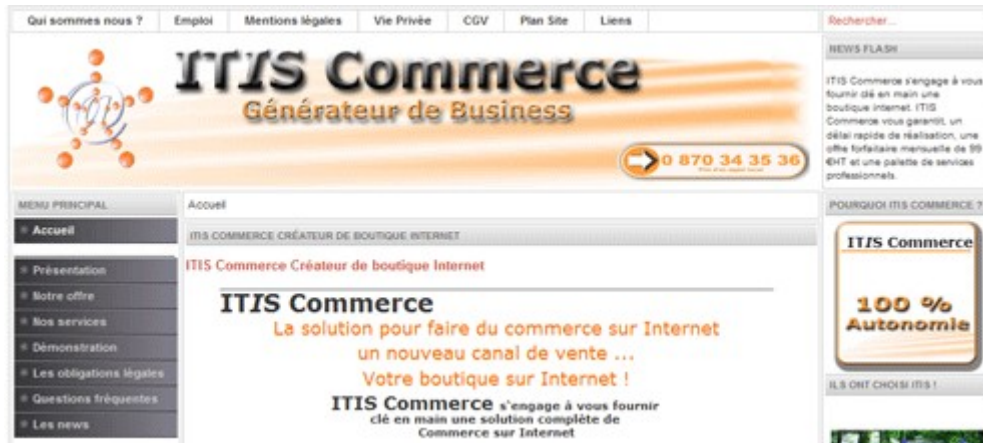 Qui sommes nous ?
Emploi
Mentions légales
Vie Privée
CGV
Plan Site
Liens
Rechercher...
ITIS Commerce
Générateur de Business
0 870 34 35 36
NEWS FLASH
ITIS Commerce s'engage à vous
fournir clé en main une
boutique internet. ITIS
Commerce vous garantit, un
délai rapide de réalisation, une
offre forfaitaire mensuelle de 99
€HT et une palette de services
professionnels.
MENU PRINCIPAL
Accueil
Présentation
Notre offre
Nos services
Démonstration
Les obligations légales
Questions fréquentes
Les news
Accueil
ITIS COMMERCE CRÉATEUR DE BOUTIQUE INTERNET
ITIS Commerce Créateur de boutique Internet
ITIS Commerce
La solution pour faire du commerce sur Internet
un nouveau canal de vente ...
Votre boutique sur Internet !
ITIS Commerce s'engage à vous fournir
clé en main une solution complète de
Commerce sur Internet
POURQUOI ITIS COMMERCE ?
ITIS Commerce
100 %
Autonomie
ILS ONT CHOISI ITIS !